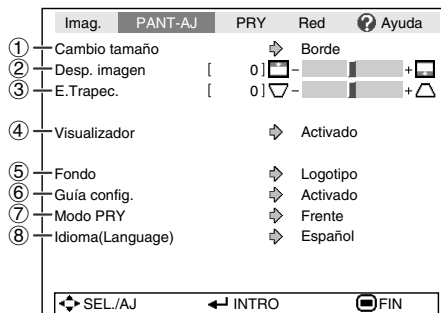 Imag. PANT-AJ PRY Red ? Ayuda
① Cambio tamaño Borde
② Desp. imagen [ 0 ] - +
③ E.Trapec. [ 0 ] - +
④ Visualizador Activado
⑤ Fondo Logotipo
⑥ Guía config. Activado
⑦ Modo PRY Frente
⑧ Idioma(Language) Español
SEL./AJ INTRO FIN